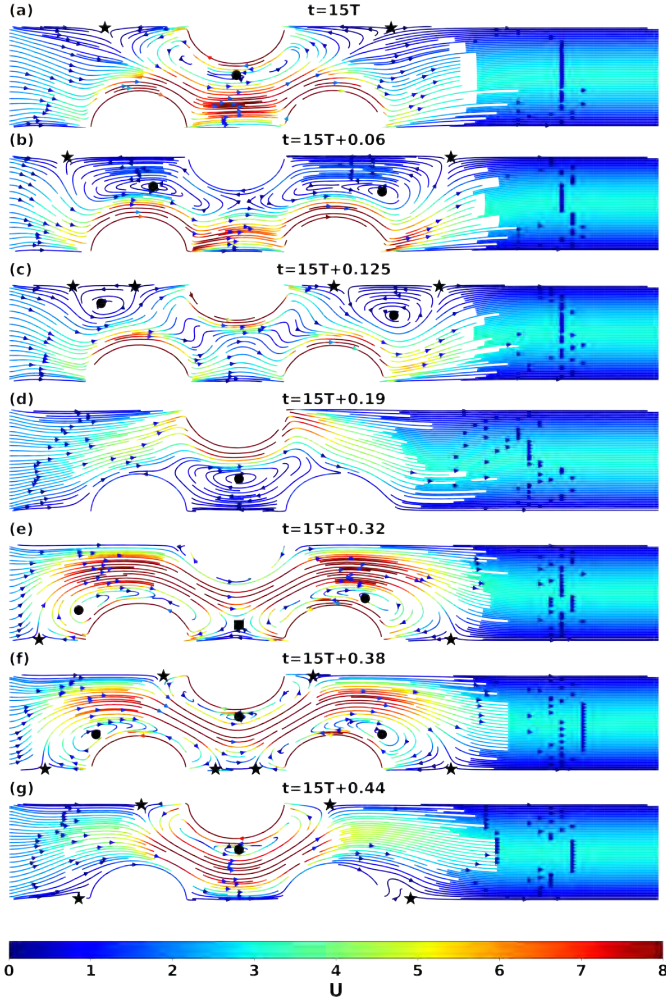 (a) t=15T
(b) t=15T+0.06
(c) t=15T+0.125
(d) t=15T+0.19
(e) t=15T+0.32
(f) t=15T+0.38
(g) t=15T+0.44
0 1 2 3 4 5 6 7 8
U